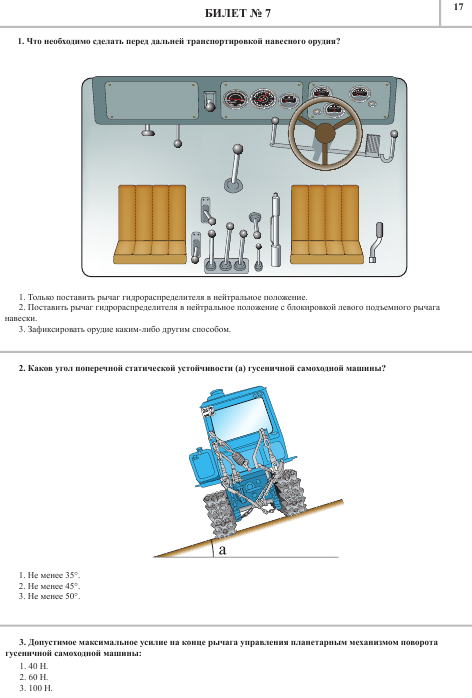 БИЛЕТ № 7
17
1. Что необходимо сделать перед дальней транспортировкой навесного орудия?
1. Только поставить рычаг гидрораспределителя в нейтральное положение.
2. Поставить рычаг гидрораспределителя в нейтральное положение с блокировкой левого подъемного рычага
навески.
3. Зафиксировать орудие каким-либо другим способом.
2. Каков угол поперечной статической устойчивости (а) гусеничной самоходной машины?
а
1. Не менее 35°.
2. Не менее 45°.
3. Не менее 50°.
3. Допустимое максимальное усилие на конце рычага управления планетарным механизмом поворота
гусеничной самоходной машины:
1. 40 Н.
2. 60 Н.
3. 100 Н.